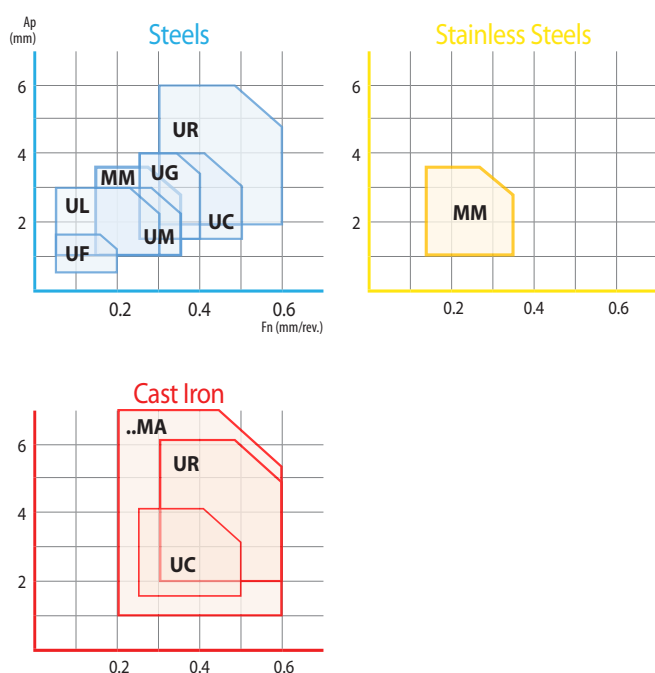 Ap
(mm)
Steels
6
4
2
UR
UG
MM
UL
UC
UM
UF
0.2
0.4
0.6
Fn (mm/rev.)
Stainless Steels
6
4
2
MM
0.2
0.4
0.6
Cast Iron
6
4
2
..MA
UR
UC
0.2
0.4
0.6